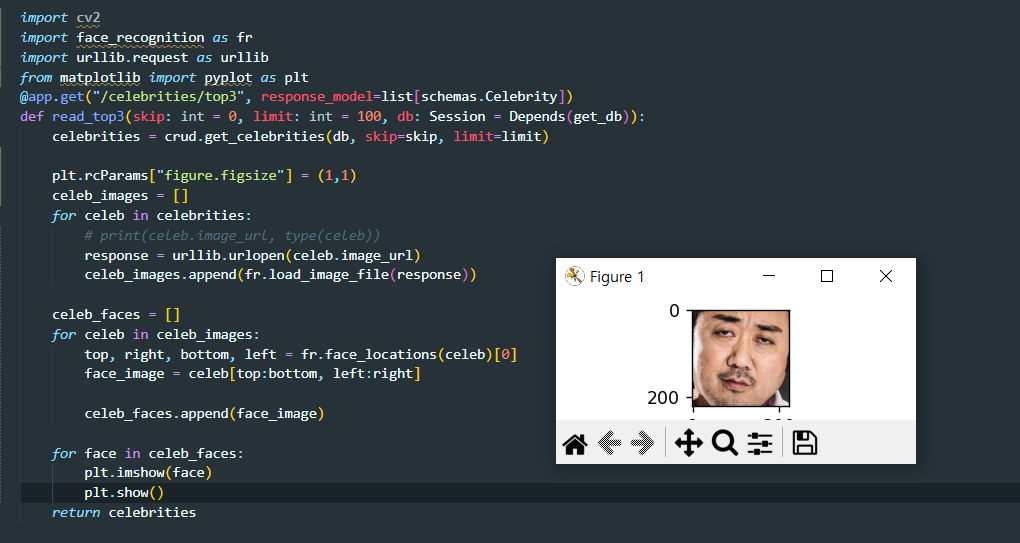 import cv2
import face_recognition as fr
import urllib.request as urllib
from matplotlib import pyplot as plt
@app.get("/celebrities/top3", response_model=list[schemas.Celebrity])
def read_top3(skip: int = 0, limit: int = 100, db: Session = Depends(get_db)):
    celebrities = crud.get_celebrities(db, skip=skip, limit=limit)
    plt.rcParams["figure.figsize"] = (1,1)
    celeb_images = []
    for celeb in celebrities:
        # print(celeb.image_url, type(celeb))
        response = urllib.urlopen(celeb.image_url)
        celeb_images.append(fr.load_image_file(response))
    celeb_faces = []
    for celeb in celeb_images:
        top, right, bottom, left = fr.face_locations(celeb)[0]
        face_image = celeb[top:bottom, left:right]
        celeb_faces.append(face_image)
    for face in celeb_faces:
        plt.imshow(face)
        plt.show()
    return celebrities
Figure 1
0
200